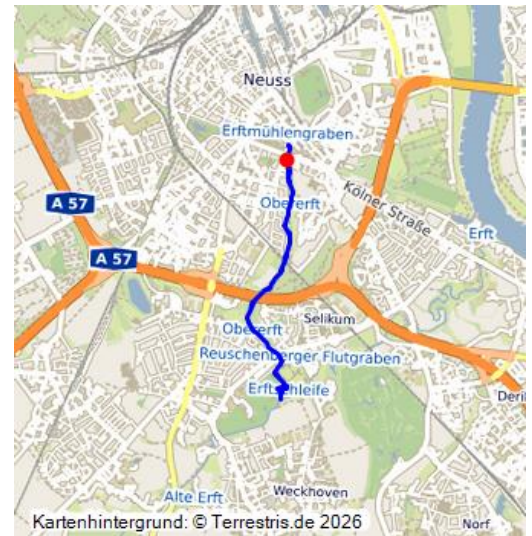 Neuss
Erftmühlengraben
A 57
Obererft
Kölner Straße
Erft
A 57
Selikum
Obererft
Reuschenberger Flutgraben
Erftschleife
Alte Erft
Weckhoven
Norf
Kartenhintergrund: © Terrestris.de 2026